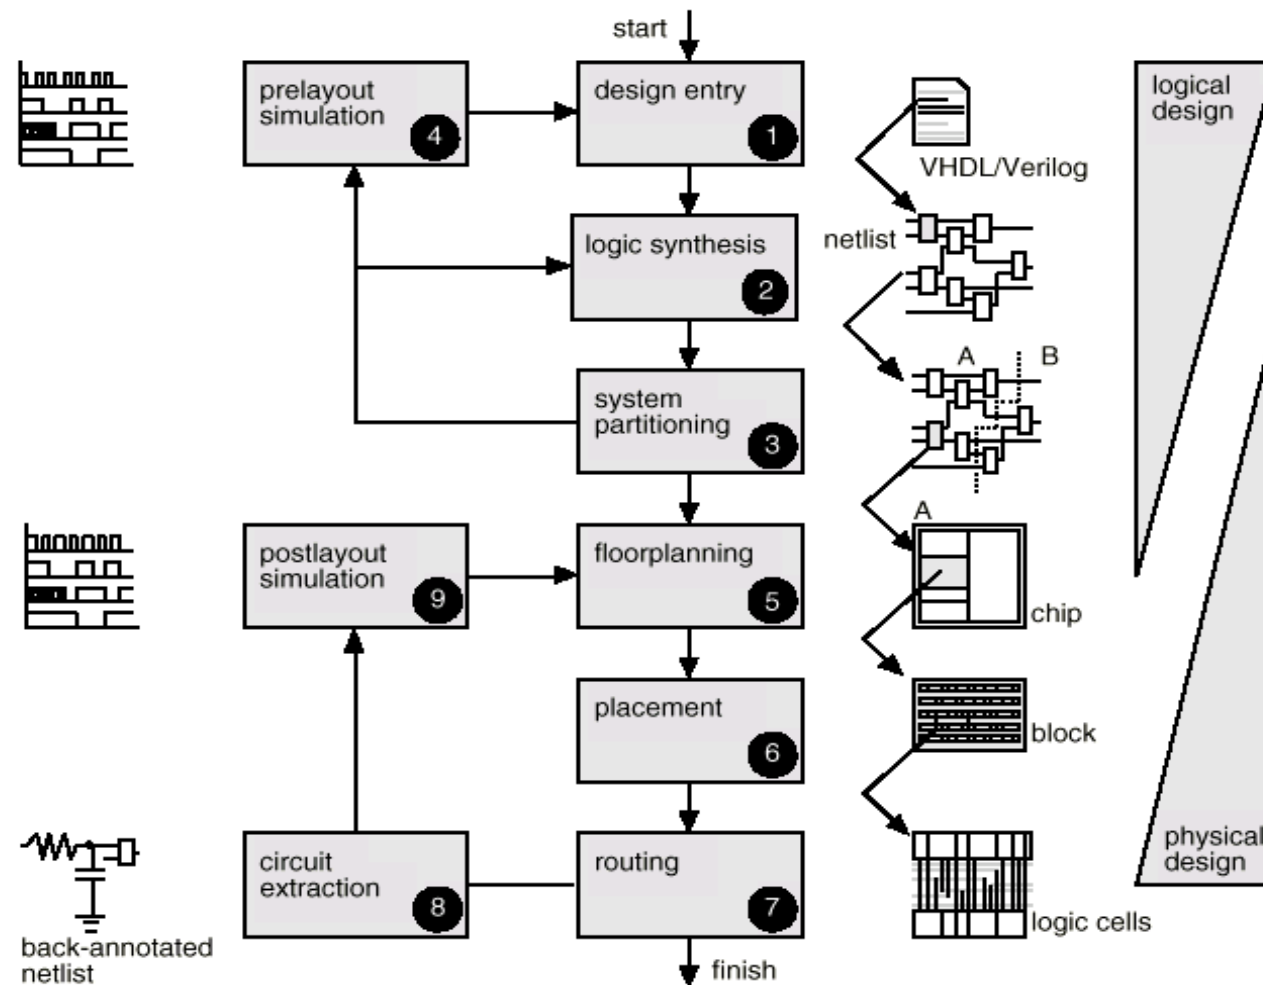 start
prelayout
simulation
4
design entry
1
VHDL/Verilog
logical
design
logic synthesis
2
netlist
system
partitioning
3
A
B
postlayout
simulation
9
floorplanning
5
A
chip
placement
6
block
circuit
extraction
8
routing
7
logic cells
physical
design
back-annotated
netlist
finish